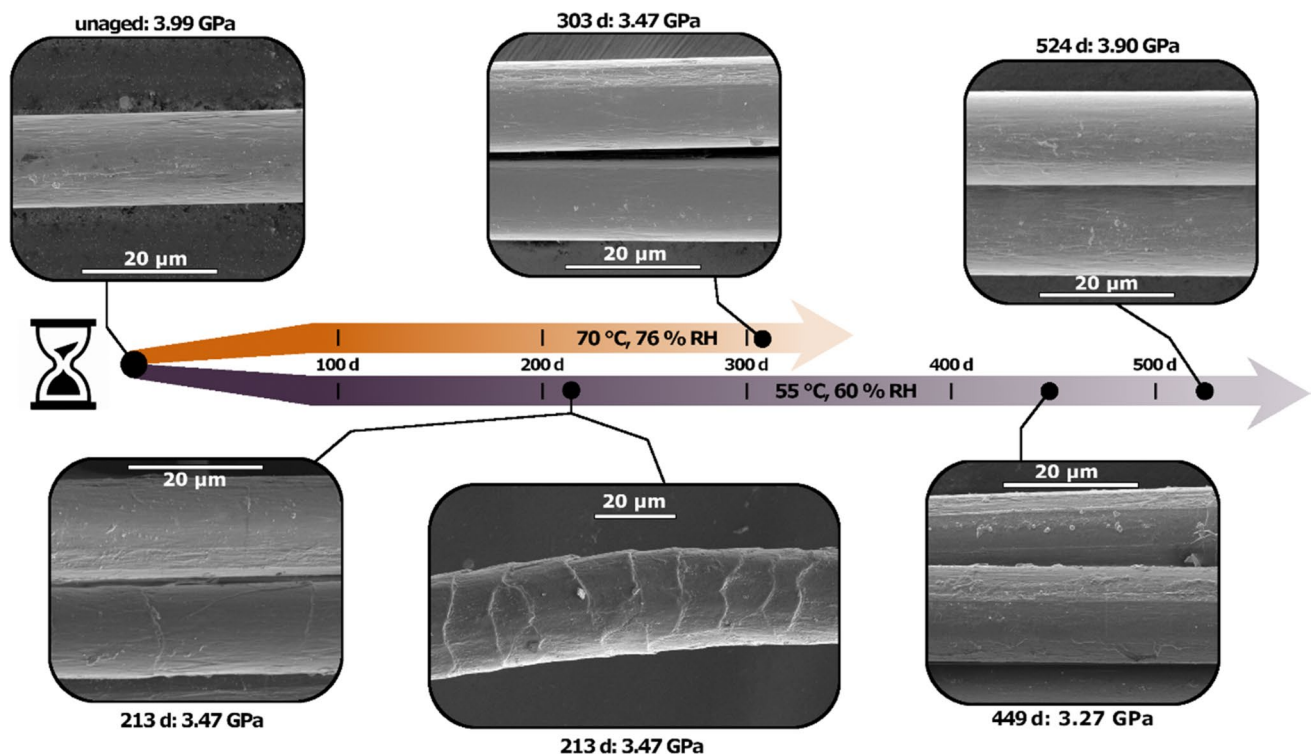 unaged: 3.99 GPa
303 d: 3.47 GPa
524 d: 3.90 GPa
20 µm
20 µm
20 µm
70 °C, 76 % RH
100 d
200 d
300 d
400 d
500 d
55 °C, 60 % RH
20 µm
20 µm
20 µm
213 d: 3.47 GPa
213 d: 3.47 GPa
449 d: 3.27 GPa